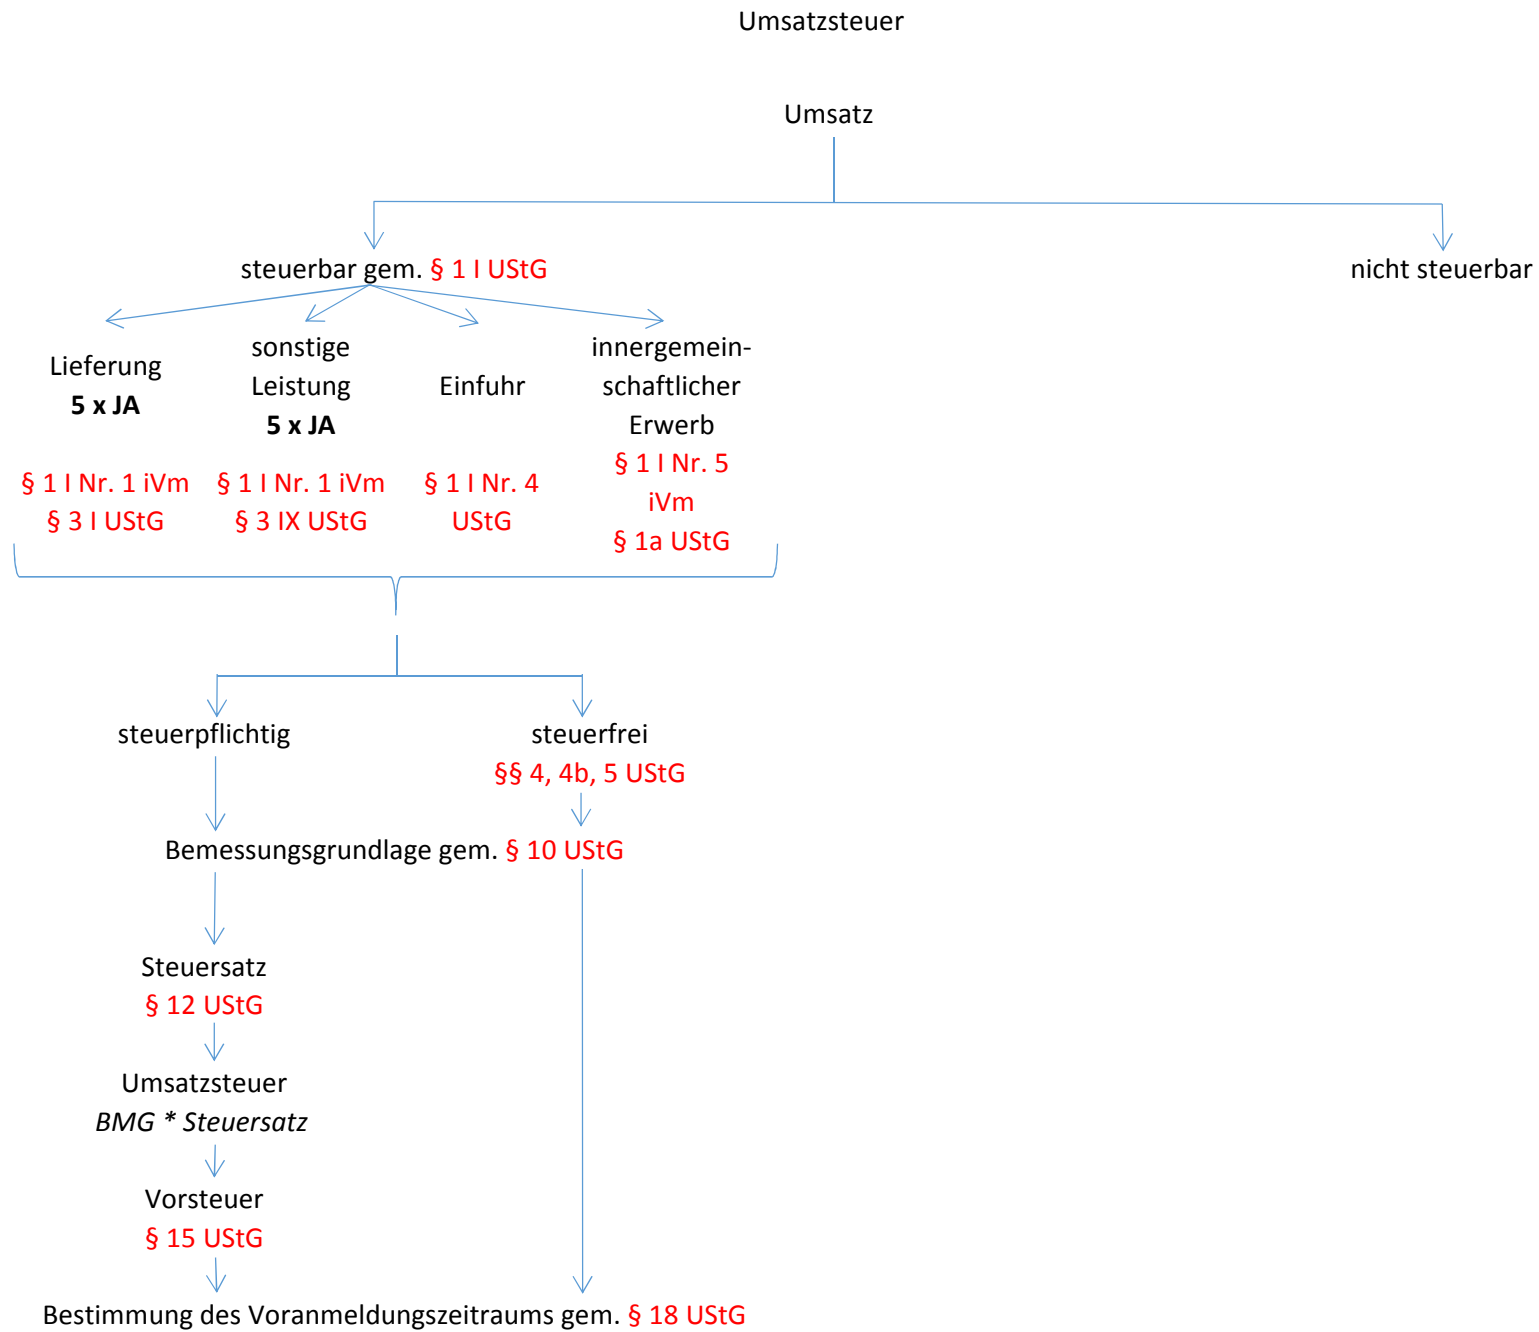 Umsatzsteuer
Umsatz
steuerbar gem. § 1 I UStG
nicht steuerbar
Lieferung
5 x JA
§ 1 I Nr. 1 iVm
§ 3 I UStG
sonstige
Leistung
5 x JA
§ 1 I Nr. 1 iVm
§ 3 IX UStG
Einfuhr
§ 1 I Nr. 4
UStG
innergemein-
schaftlicher
Erwerb
§ 1 I Nr. 5
iVm
§ 1a UStG
steuerpflichtig
steuerfrei
§§ 4, 4b, 5 UStG
Bemessungsgrundlage gem. § 10 UStG
Steuersatz
§ 12 UStG
Umsatzsteuer
BMG * Steuersatz
Vorsteuer
§ 15 UStG
Bestimmung des Voranmeldungszeitraums gem. § 18 UStG